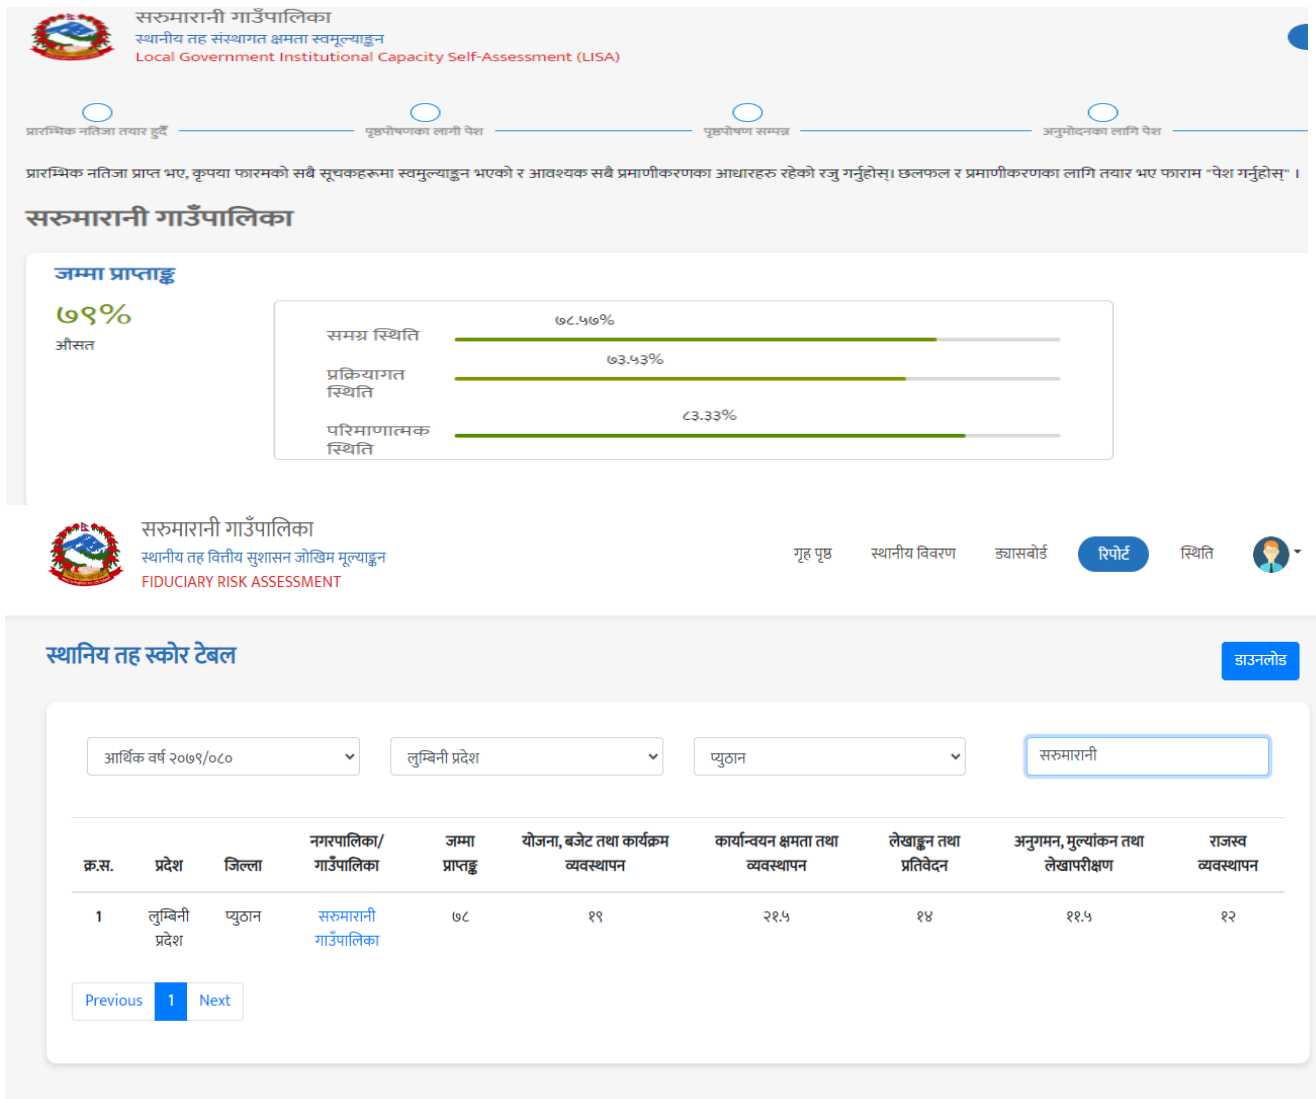 सरुमारानी गाउँपालिका
स्थानीय तह संस्थागत क्षमता स्वमूल्याङ्कन
Local Government Institutional Capacity Self-Assessment (LISA)
प्रारम्भिक नतिजा तयार हुदैँ
पृष्ठपोषणका लागी पेश
पृष्ठपोषण सम्पन्न
अनुमोदनका लागि पेश
प्रारम्भिक नतिजा प्राप्त भए, कृपया फारमको सबै सूचकहरूमा स्वमुल्याङ्कन भएको र आवश्यक सबै प्रमाणीकरणका आधारहरु रहेको रजु गर्नुहोस्। छलफल र प्रमाणीकरणका लागि तयार भए फाराम "पेश गर्नुहोस्" ।
सरुमारानी गाउँपालिका
जम्मा प्राप्ताङ्क
७९%
औसत
समग्र स्थिति
७८.५७%
प्रक्रियागत
स्थिति
७३.५३%
परिमाणात्मक
स्थिति
८३.33%
सरुमारानी गाउँपालिका
स्थानीय तह वित्तीय सुशासन जोखिम मूल्याङ्कन
FIDUCIARY RISK ASSESSMENT
गृह पृष्ठ स्थानीय विवरण ड्यासबोर्ड रिपोर्ट स्थिति
स्थानिय तह स्कोर टेबल
डाउनलोड
आर्थिक वर्ष २०७९/०८०
लुम्बिनी प्रदेश
प्युठान
सरुमारानी
क्र.स.
प्रदेश
जिल्ला
नगरपालिका/
गाउँपालिका
जम्मा
प्राप्तङ्क
योजना, बजेट तथा कार्यक्रम
व्यवस्थापन
कार्यान्वयन क्षमता तथा
व्यवस्थापन
लेखाङ्कन तथा
प्रतिवेदन
अनुगमन, मुल्यांकन तथा
लेखापरीक्षण
राजस्व
व्यवस्थापन
1
लुम्बिनी
प्रदेश
प्युठान
सरुमारानी
गाउँपालिका
७८
१९
२१.५
१४
११.५
१२
Previous 1 Next